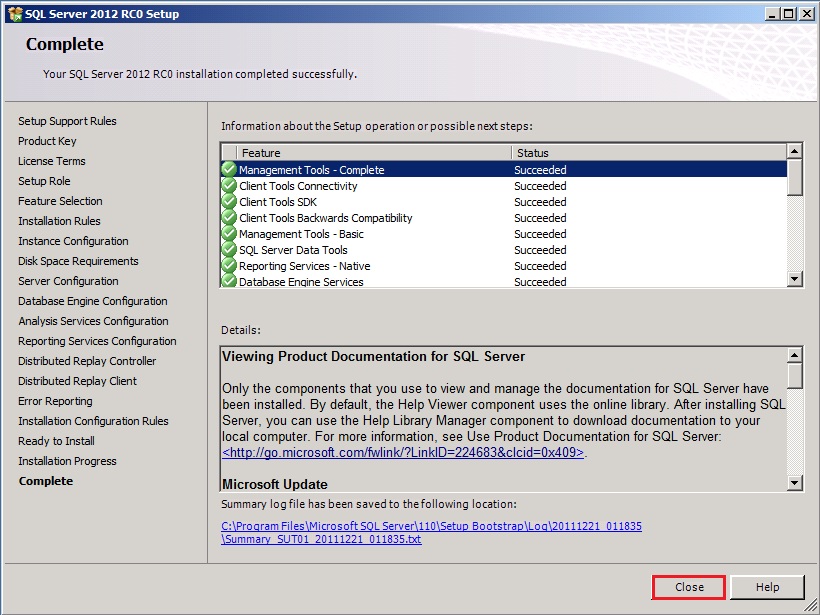 SQL Server 2012 RC0 Setup
Complete
Your SQL Server 2012 RC0 installation completed successfully.
Setup Support Rules
Product Key
License Terms
Setup Role
Feature Selection
Installation Rules
Instance Configuration
Disk Space Requirements
Server Configuration
Database Engine Configuration
Analysis Services Configuration
Reporting Services Configuration
Distributed Replay Controller
Distributed Replay Client
Error Reporting
Installation Configuration Rules
Ready to Install
Installation Progress
Complete
Information about the Setup operation or possible next steps:
Feature Status
Management Tools - Complete Succeeded
Client Tools Connectivity Succeeded
Client Tools SDK Succeeded
Client Tools Backwards Compatibility Succeeded
Management Tools - Basic Succeeded
SQL Server Data Tools Succeeded
Reporting Services - Native Succeeded
Database Engine Services Succeeded
Details:
Viewing Product Documentation for SQL Server
Only the components that you use to view and manage the documentation for SQL Server have
been installed. By default, the Help Viewer component uses the online library. After installing SQL
Server, you can use the Help Library Manager component to download documentation to your
local computer. For more information, see Use Product Documentation for SQL Server:
<http://go.microsoft.com/fwlink/?LinkID=224683&clcid=0x409>.
Microsoft Update
Summary log file has been saved to the following location:
C:\Program Files\Microsoft SQL Server\110\Setup Bootstrap\Log\20111221_011835
\Summary_SUT01_20111221_011835.txt
Close Help